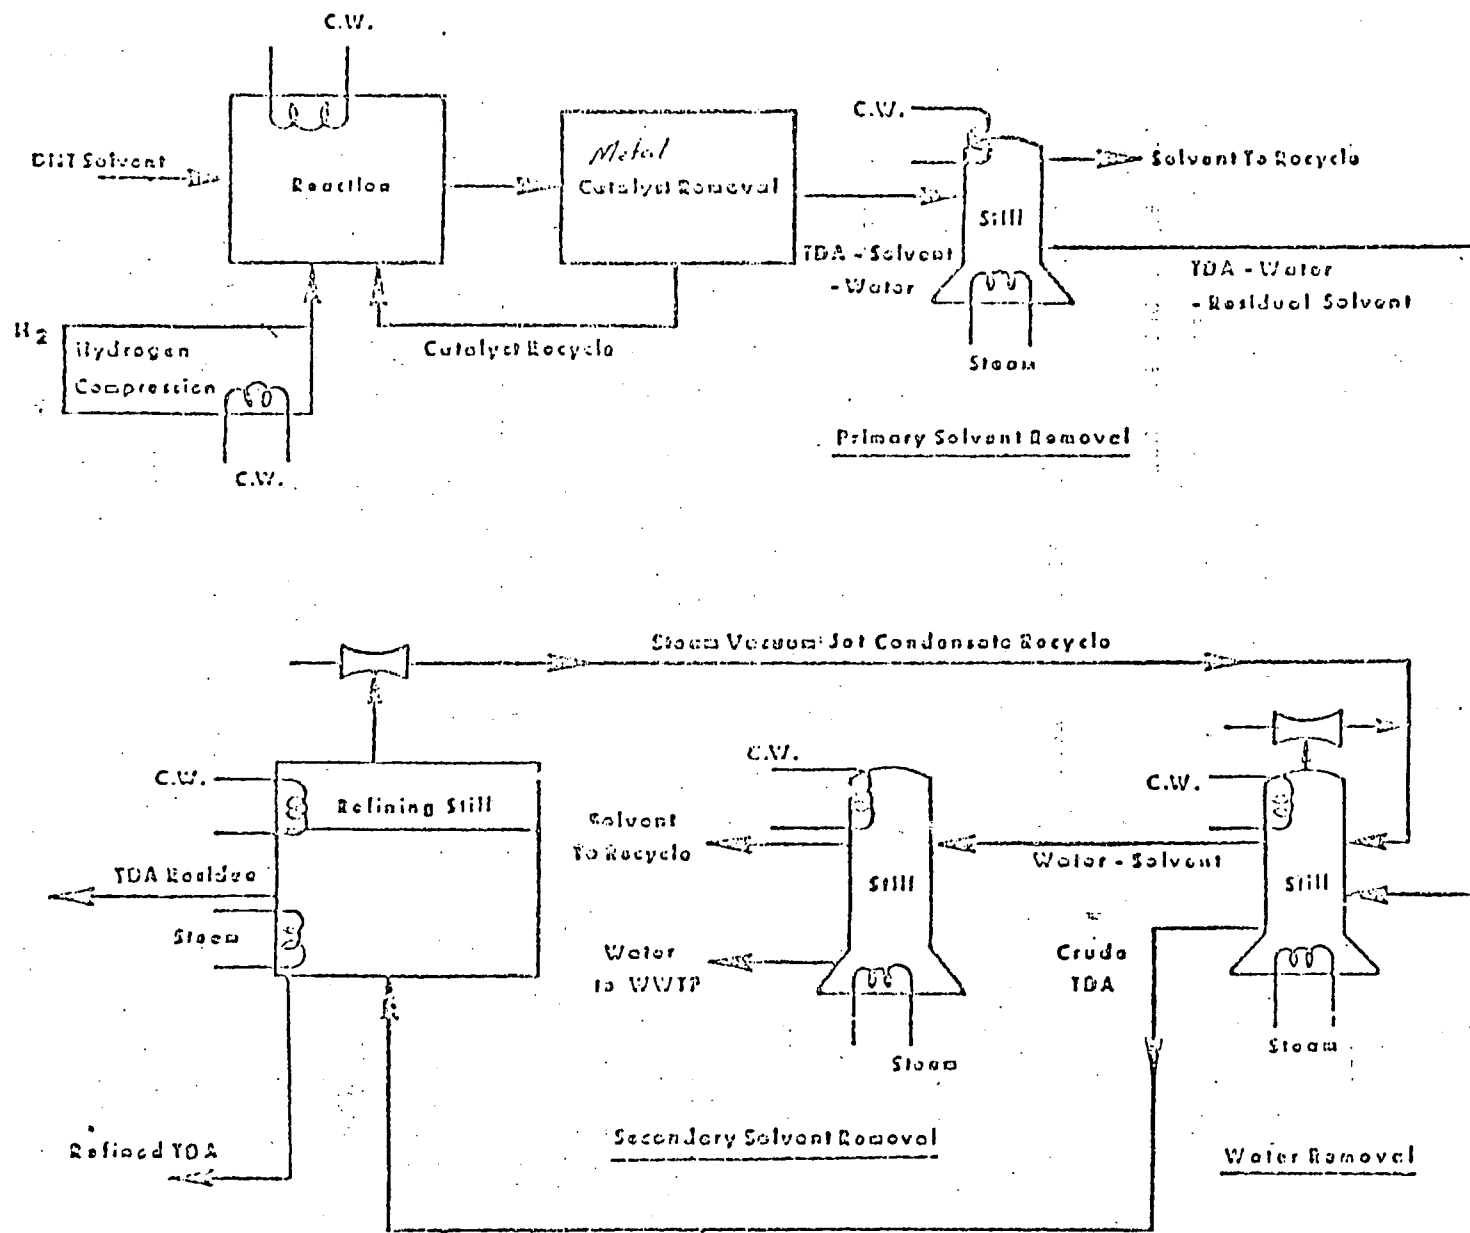 C.W.
C.W.
DNT Solvent
Reaction
Metal
Catalyst Removal
Still
Solvent To Recycle
TDA - Solvent
- Water
TDA - Water
- Residual Solvent
H2
Hydrogen
Compression
Catalyst Recycle
Steam
C.W.
Primary Solvent Removal
Steam Vacuum Jet Condensate Recycle
C.W.
Refining Still
C.W.
C.W.
Solvent
To Recycle
Water - Solvent
TDA Residue
Still
Still
Steam
Water
to WWTP
Crude
TDA
Steam
Steam
Refined TDA
Secondary Solvent Removal
Water Removal